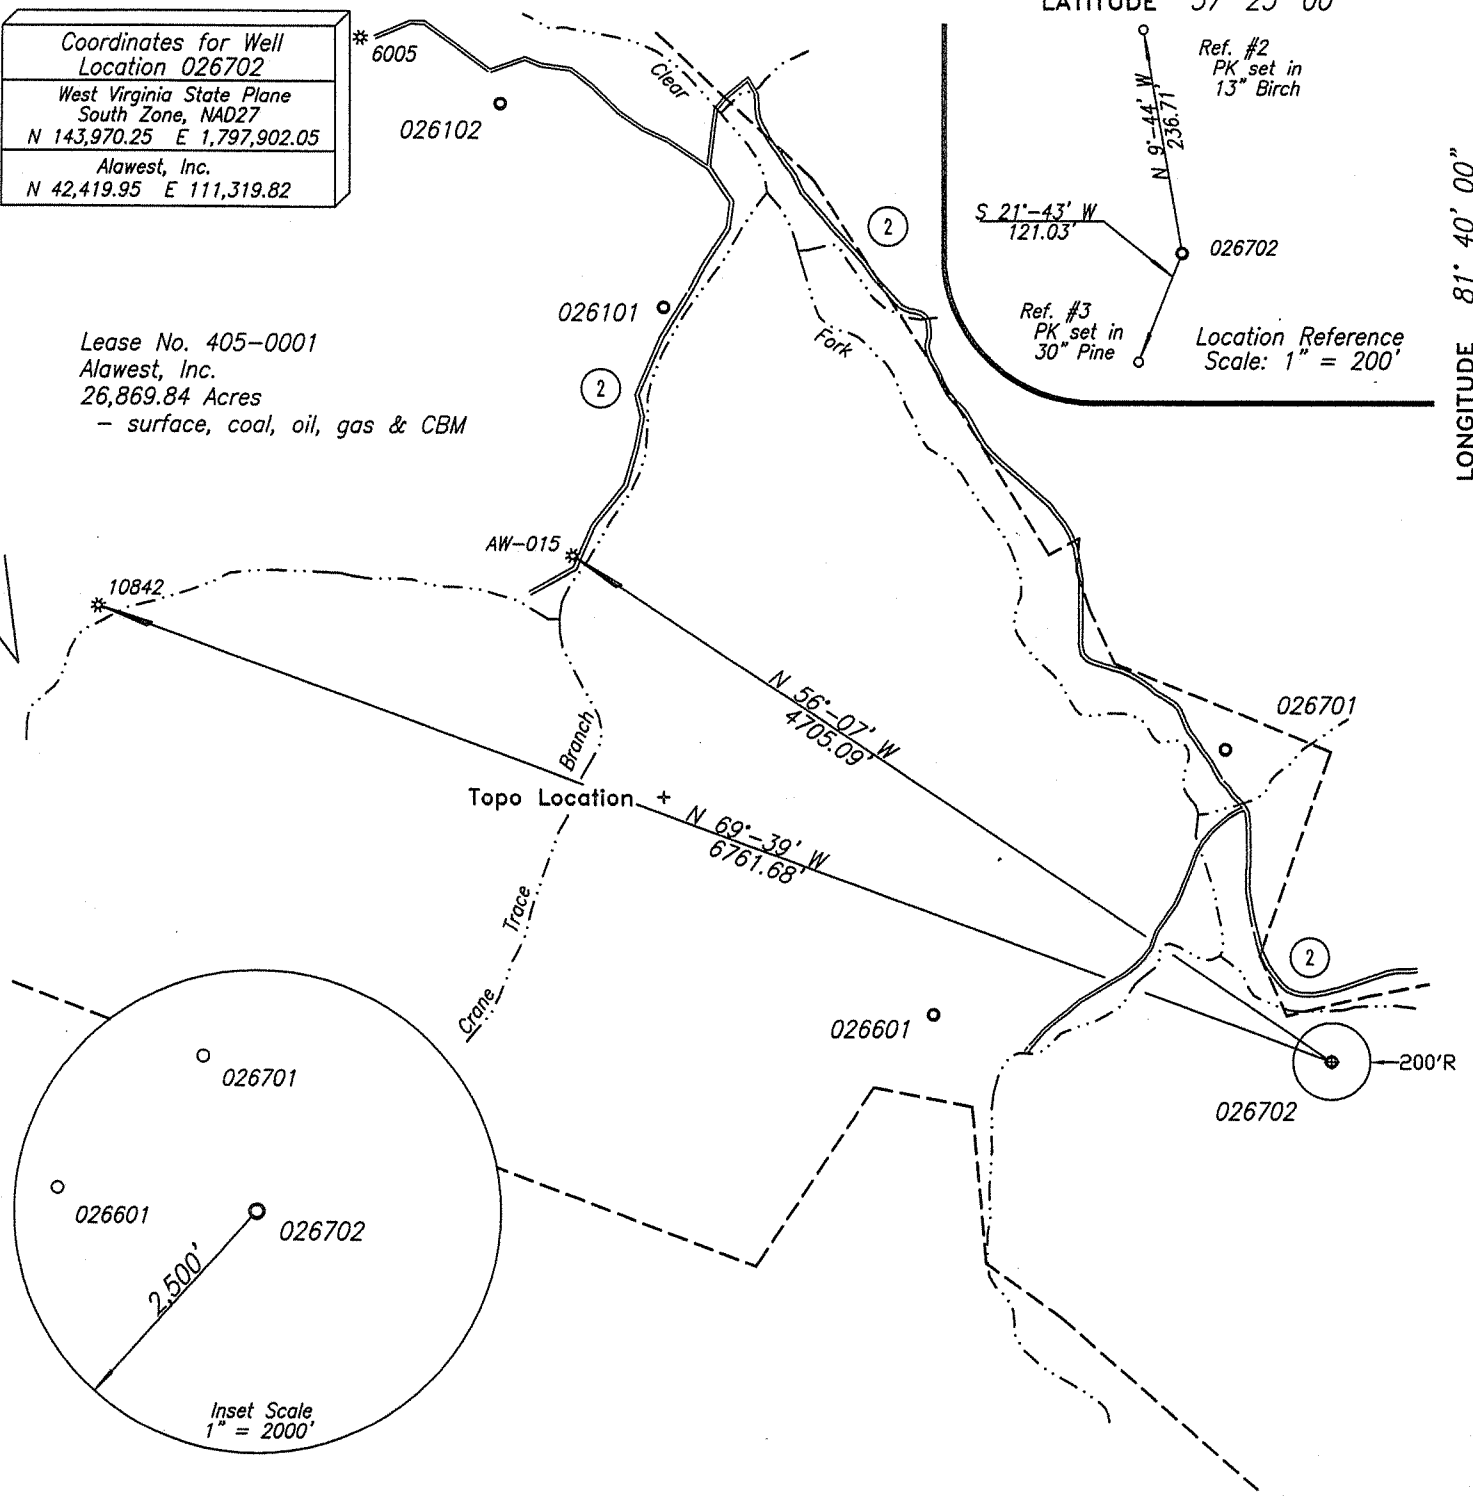 LATITUDE 37° 25' 00"
Coordinates for Well
Location 026702
West Virginia State Plane
South Zone, NAD27
N 143,970.25 E 1,797,902.05
Alawest, Inc.
N 42,419.95 E 111,319.82
6005
026102
Clear
Ref. #2
PK set in
13" Birch
N 9°-44' W
236.71'
S 21°-43' W
121.03'
026702
Ref. #3
PK set in
30" Pine
Location Reference
Scale: 1" = 200'
LONGITUDE 81° 40' 00"
2
026101
Fork
Lease No. 405-0001
Alawest, Inc.
26,869.84 Acres
- surface, coal, oil, gas & CBM
2
AW-015
10842
N 56°-07' W
4705.09'
026701
Branch
Topo Location +
N 69°-39' W
6761.68'
Trace
Crane
2
026601
200'R
026702
026701
026601
026702
2,500'
Inset Scale
1" = 2000'